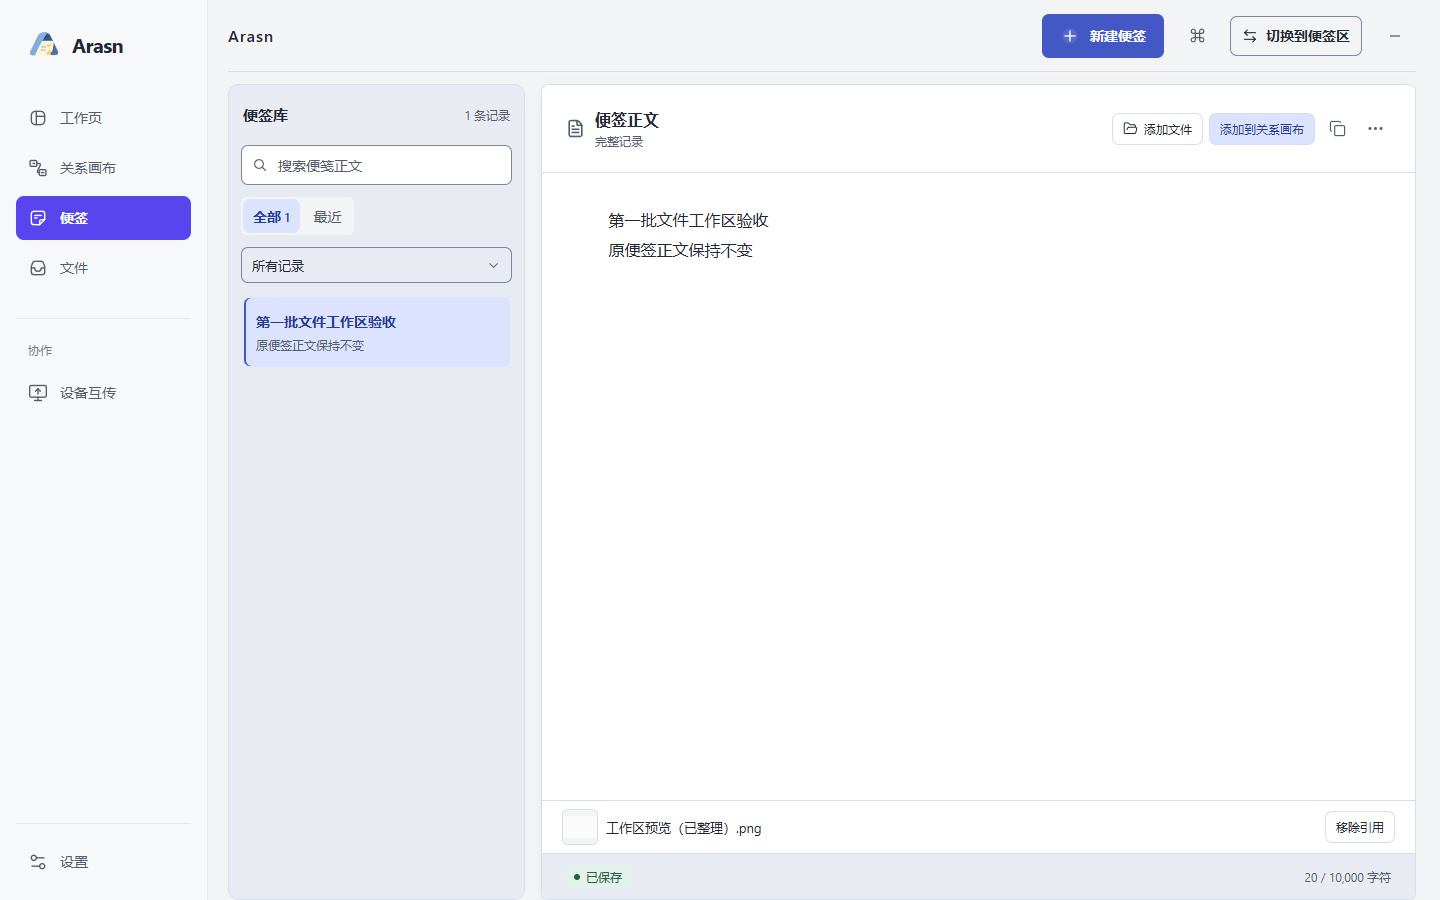 Arasn
工作页
关系画布
便签
文件
协作
设备互传
设置
Arasn
新建便签
切换到便签区
便签库
1 条记录
搜索便笺正文
全部 1
最近
所有记录
第一批文件工作区验收
原便签正文保持不变
便签正文
完整记录
添加文件
添加到关系画布
第一批文件工作区验收
原便签正文保持不变
工作区预览（已整理）.png
移除引用
已保存
20 / 10,000 字符